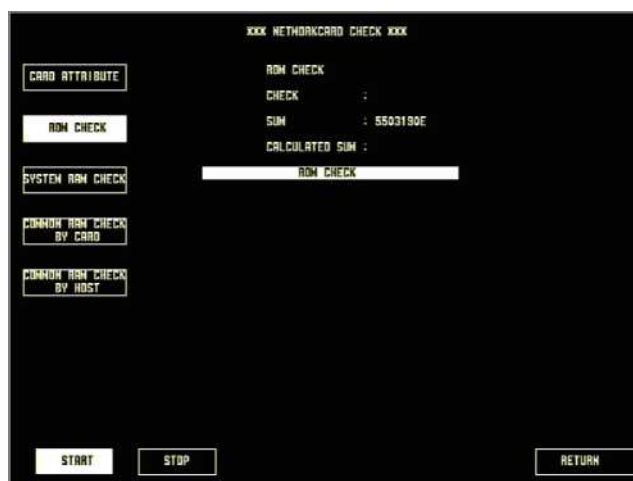 XXX NETWORKCARD CHECK XXX
CARD ATTRIBUTE
ROM CHECK
SYSTEM RAM CHECK
COMMON RAM CHECK
BY CARD
COMMON RAM CHECK
BY HOST
ROM CHECK
CHECK :
SUM : 5503190E
CALCULATED SUM :
ROM CHECK
START
STOP
RETURN